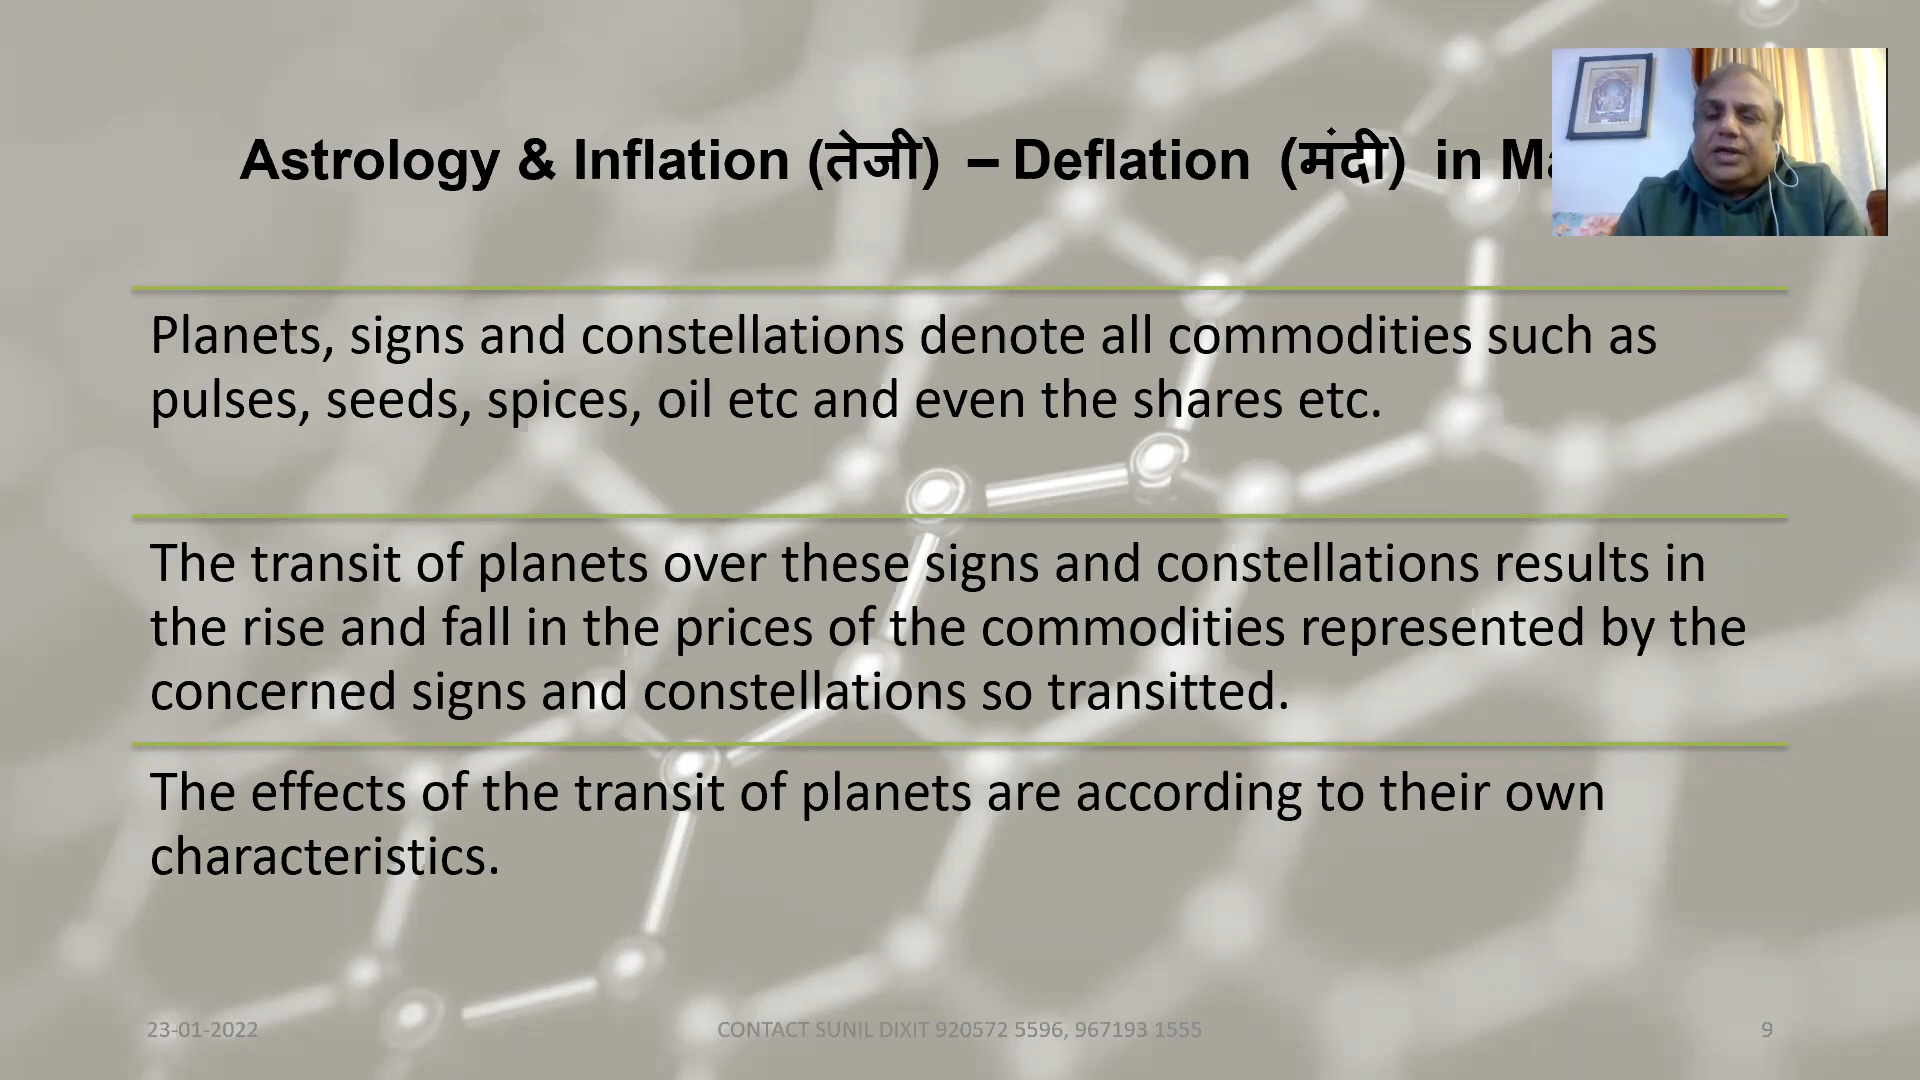 Astrology & Inflation (तेजी) – Deflation (मंदी) in
Planets, signs and constellations denote all commodities such as
pulses, seeds, spices, oil etc and even the shares etc.
The transit of planets over these signs and constellations results in
the rise and fall in the prices of the commodities represented by the
concerned signs and constellations so transitted.
The effects of the transit of planets are according to their own
characteristics.
23-01-2022
CONTACT SUNIL DIXIT 920572 5596, 967193 1555
9